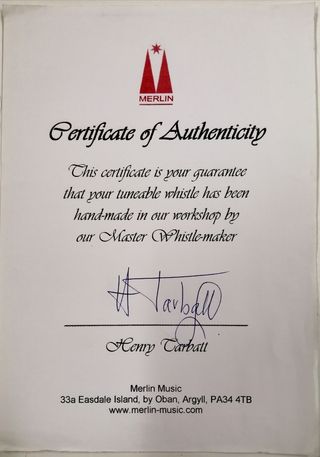 MERLIN
Certificate of Authenticity
This certificate is your guarantee
that your tuneable whistle has been
hand-made in our workshop by
our Master Whistle-maker
H Tarbatt
Henry Tarbatt
Merlin Music
33a Easdale Island, by Oban, Argyll, PA34 4TB
www.merlin-music.com